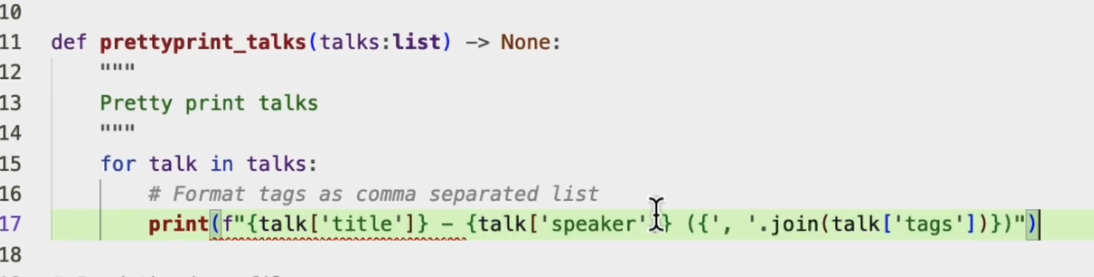 10
11 def prettyprint_talks(talks:list) -> None:
12 """
13 Pretty print talks
14 """
15 for talk in talks:
16 # Format tags as comma separated list
17 print(f"{talk['title']} - {talk['speaker']} ({', '.join(talk['tags'])})")
18